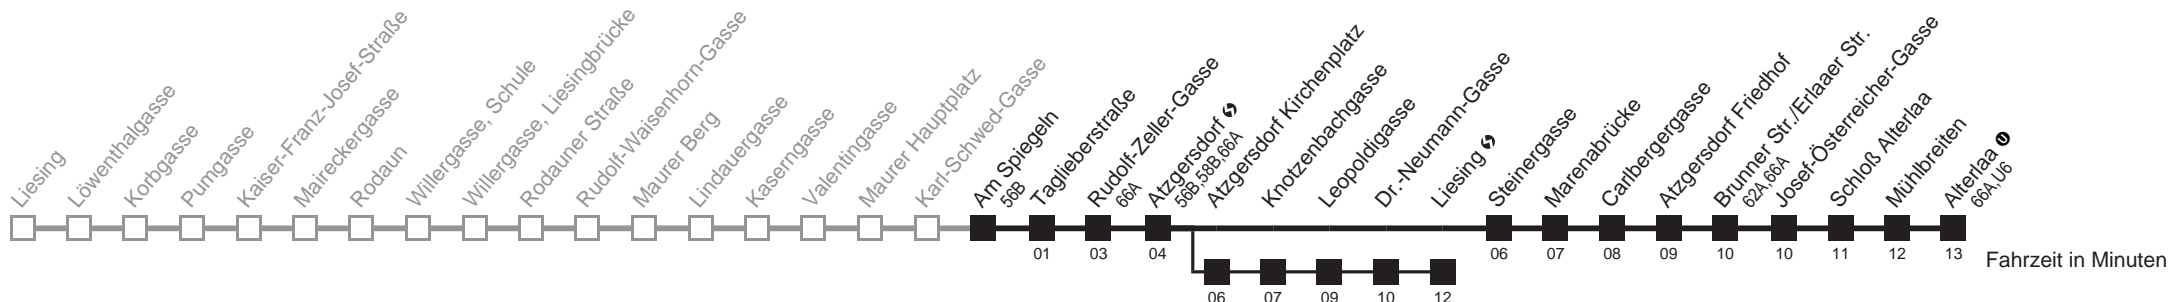 Liesing
Löwenthalgasse
Korbgasse
Pumgasse
Kaiser-Franz-Josef-Straße
Maireckergasse
Rodaun
Willergasse, Schule
Willergasse, Liesingbrücke
Rodauner Straße
Rudolf-Waisenhorn-Gasse
Maurer Berg
Lindauergasse
Kaserngasse
Valentingasse
Maurer Hauptplatz
Karl-Schwed-Gasse
Am Spiegeln
56B
Taglieberstraße
Rudolf-Zeller-Gasse
66A
Atzgersdorf
56B,58B,66A
Atzgersdorf Kirchenplatz
Knotzenbachgasse
Leopoldigasse
Dr.-Neumann-Gasse
Liesing
Steinergasse
Marenabrücke
Carlbergergasse
Atzgersdorf Friedhof
Brunner Str./Erlaaer Str.
62A,66A
Josef-Österreicher-Gasse
Schloß Alterlaa
Mühlbreiten
Alterlaa U
66A,U6
01 03 04 06 07 08 09 10 10 11 12 13
Fahrzeit in Minuten
06 07 09 10 12